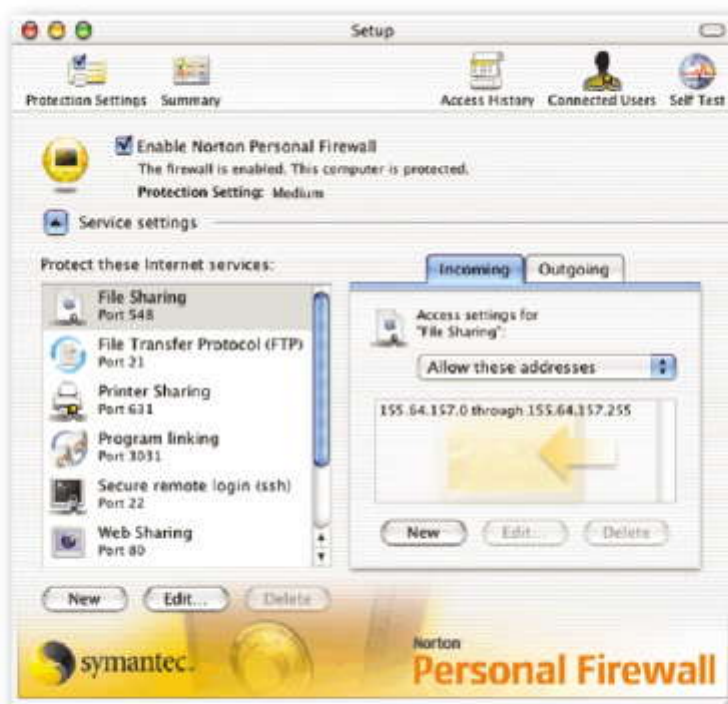 Setup
Protection Settings Summary Access History Connected Users Self Test
Enable Norton Personal Firewall
The firewall is enabled. This computer is protected.
Protection Setting: Medium
Service settings
Protect these Internet services:
File Sharing
Port 548
File Transfer Protocol (FTP)
Port 21
Printer Sharing
Port 631
Program linking
Port 3031
Secure remote login (ssh)
Port 22
Web Sharing
Port 80
New Edit... Delete
Incoming Outgoing
Access settings for
"File Sharing":
Allow these addresses
155.64.157.0 through 155.64.157.255
New Edit... Delete
symantec.
Norton
Personal Firewall